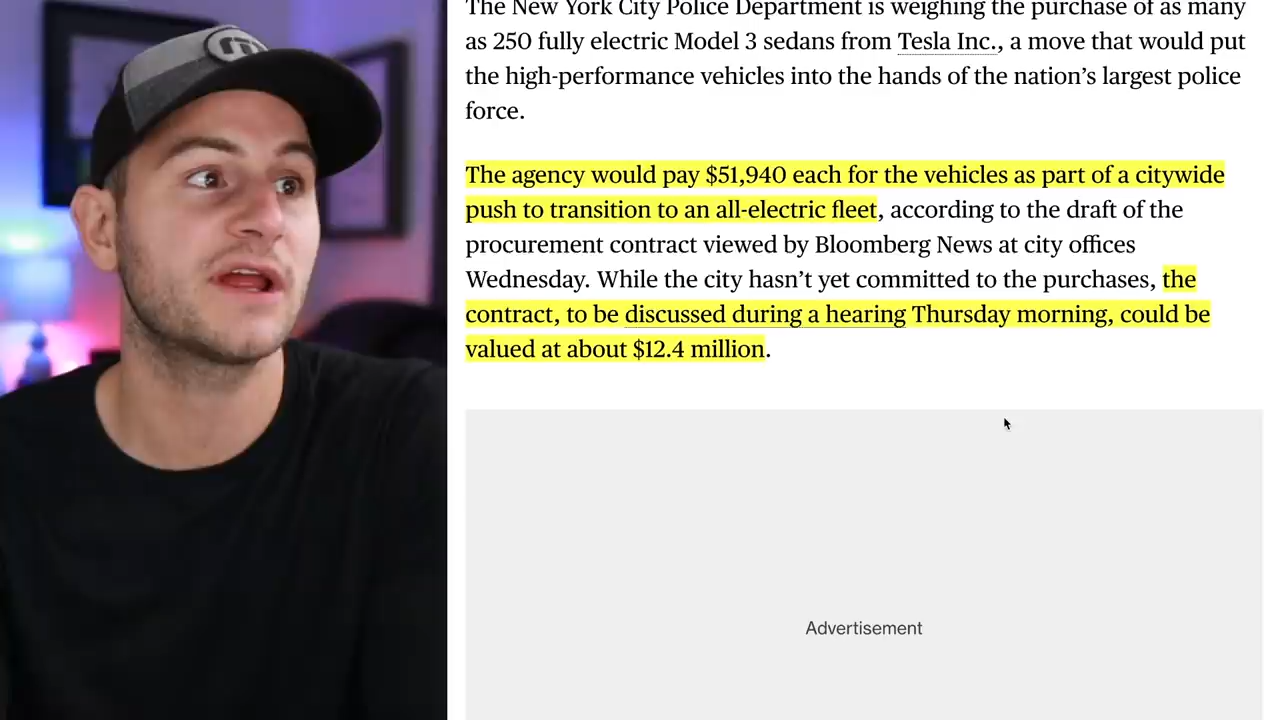 The New York City Police Department is weighing the purchase of as many
as 250 fully electric Model 3 sedans from Tesla Inc., a move that would put
the high-performance vehicles into the hands of the nation’s largest police
force.
The agency would pay $51,940 each for the vehicles as part of a citywide
push to transition to an all-electric fleet, according to the draft of the
procurement contract viewed by Bloomberg News at city offices
Wednesday. While the city hasn’t yet committed to the purchases, the
contract, to be discussed during a hearing Thursday morning, could be
valued at about $12.4 million.
Advertisement